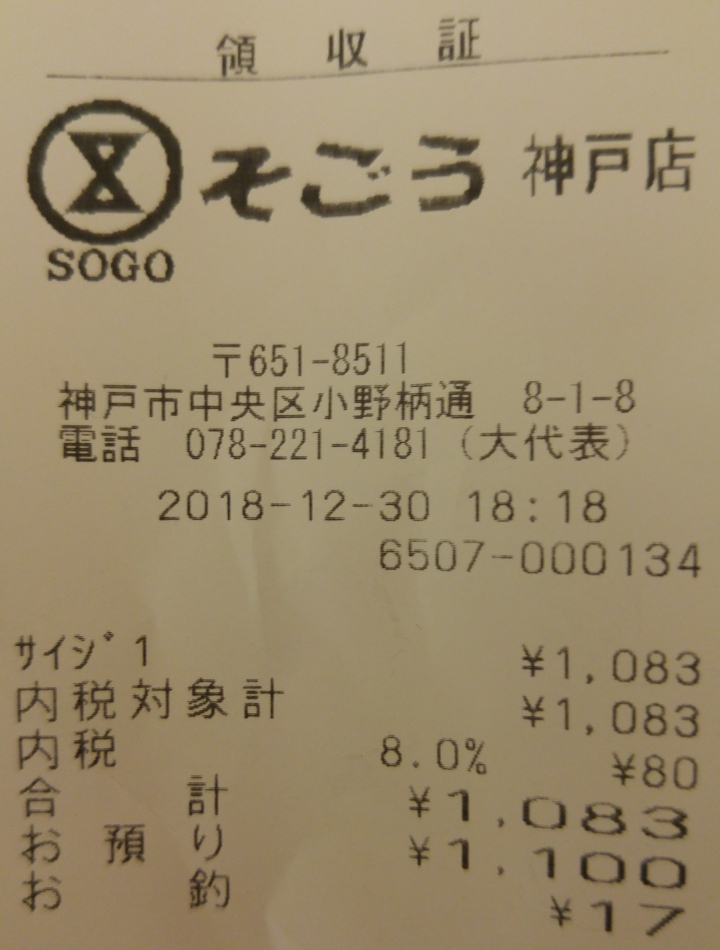 領収証
そごう 神戸店
SOGO
〒651-8511
神戸市中央区小野柄通 8-1-8
電話 078-221-4181 (大代表)
2018-12-30 18:18
6507-000134
ｻｲｼﾞ1 ¥1,083
内税対象計 ¥1,083
内税 8.0% ¥80
合計 ¥1,083
お預り ¥1,100
お釣 ¥17